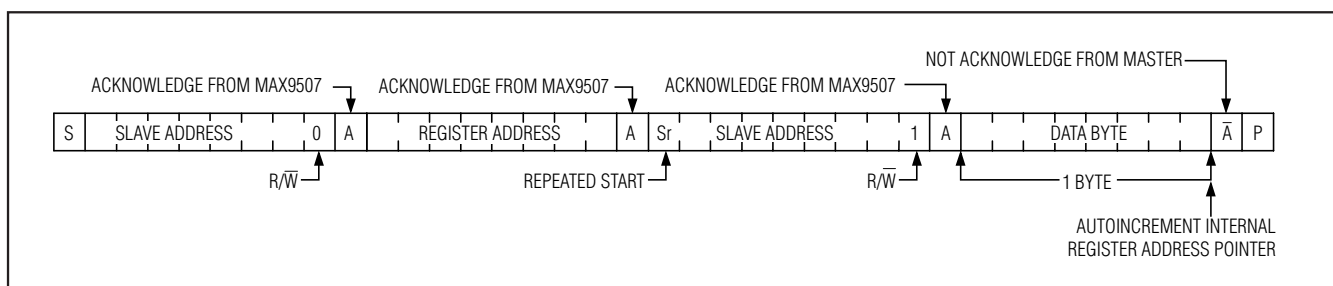 NOT ACKNOWLEDGE FROM MASTER
ACKNOWLEDGE FROM MAX9507 ACKNOWLEDGE FROM MAX9507 ACKNOWLEDGE FROM MAX9507
S SLAVE ADDRESS 0 A REGISTER ADDRESS A Sr SLAVE ADDRESS 1 A DATA BYTE A̅ P
R/W̅ REPEATED START R/W̅ 1 BYTE
AUTOINCREMENT INTERNAL
REGISTER ADDRESS POINTER